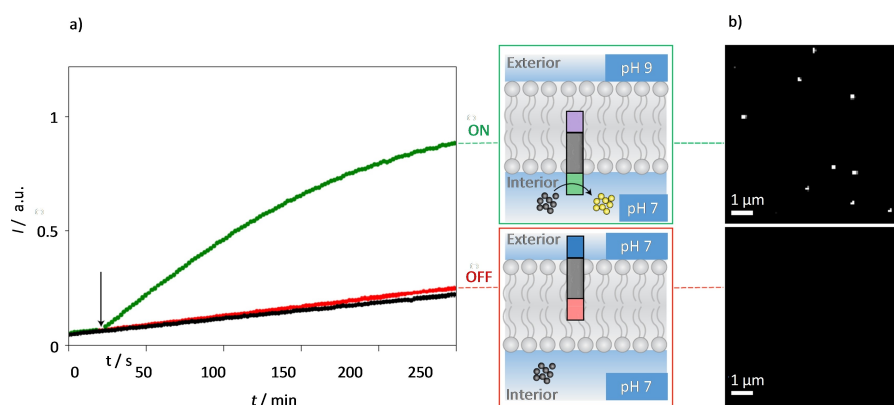 a)
b)
1
0.5
I / a.u.
0
50
100
150
200
250
t / s
t / min
ON
OFF
Exterior
pH 9
Interior
pH 7
Exterior
pH 7
Interior
pH 7
1 µm
1 µm